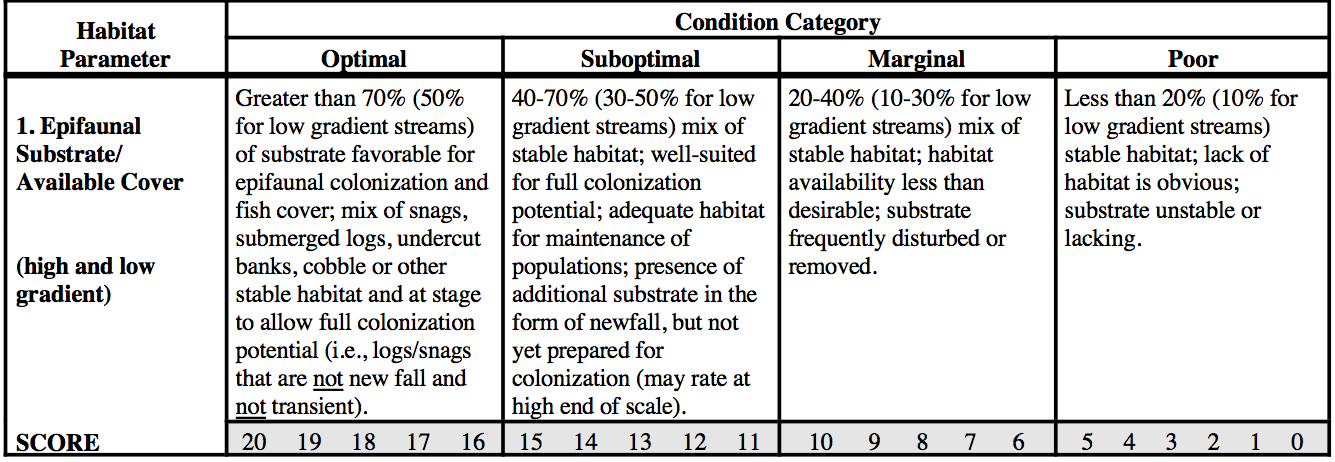 Habitat
Parameter
Condition Category
Optimal
Suboptimal
Marginal
Poor
1. Epifaunal
Substrate/
Available Cover
(high and low
gradient)
Greater than 70% (50%
for low gradient streams)
of substrate favorable for
epifaunal colonization and
fish cover; mix of snags,
submerged logs, undercut
banks, cobble or other
stable habitat and at stage
to allow full colonization
potential (i.e., logs/snags
that are not new fall and
not transient).
40-70% (30-50% for low
gradient streams) mix of
stable habitat; well-suited
for full colonization
potential; adequate habitat
for maintenance of
populations; presence of
additional substrate in the
form of newfall, but not
yet prepared for
colonization (may rate at
high end of scale).
20-40% (10-30% for low
gradient streams) mix of
stable habitat; habitat
availability less than
desirable; substrate
frequently disturbed or
removed.
Less than 20% (10% for
low gradient streams)
stable habitat; lack of
habitat is obvious;
substrate unstable or
lacking.
SCORE
20 19 18 17 16
15 14 13 12 11
10 9 8 7 6
5 4 3 2 1 0